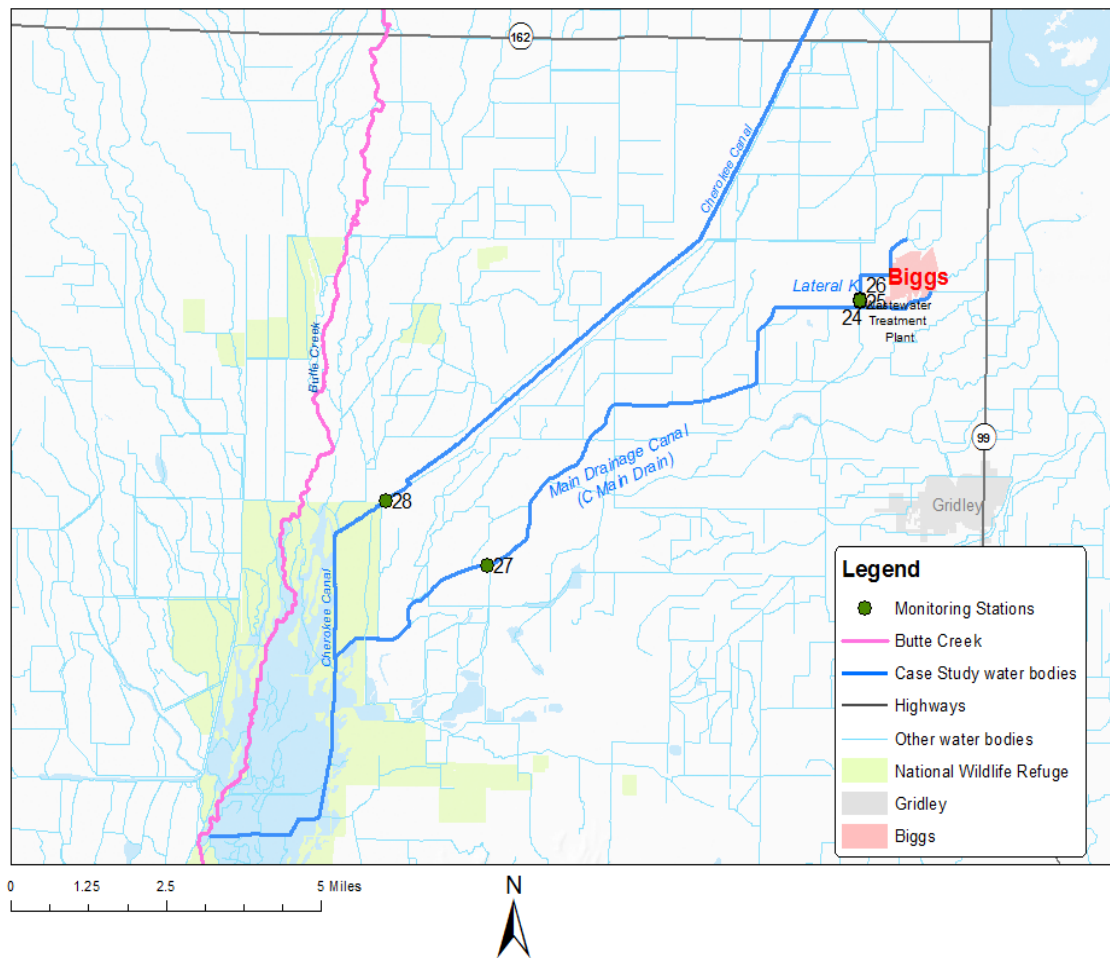 162
Cherokee Canal
Biggs
Lateral K
26
25
24
Wastewater
Treatment
Plant
Butte Creek
99
Main Drainage Canal
(C Main Drain)
Gridley
28
27
Cherokee Canal
Legend
Monitoring Stations
Butte Creek
Case Study water bodies
Highways
Other water bodies
National Wildlife Refuge
Gridley
Biggs
0 1.25 2.5 5 Miles
N